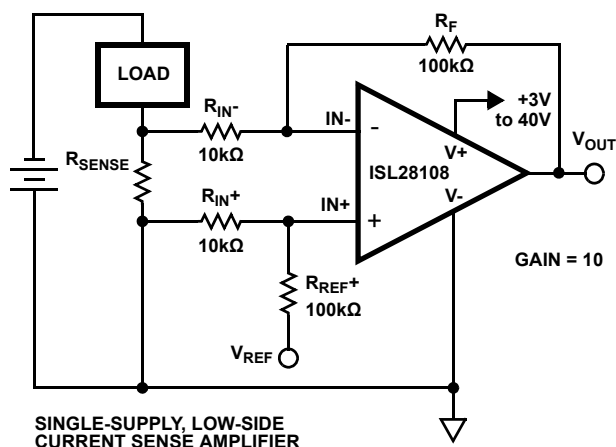 R_F
100kΩ
LOAD
+3V
to 40V
R_IN-
IN-
-
10kΩ
V+
V_OUT
R_SENSE
ISL28108
R_IN+
IN+
V-
+
10kΩ
GAIN = 10
R_REF+
100kΩ
V_REF
SINGLE-SUPPLY, LOW-SIDE
CURRENT SENSE AMPLIFIER